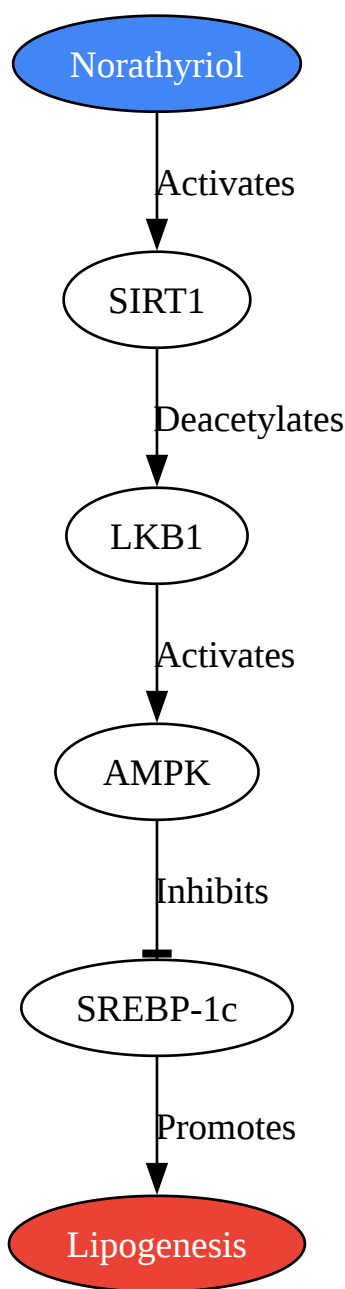 Norathyriol
Activates
SIRT1
Deacetylates
LKB1
Activates
AMPK
Inhibits
SREBP-1c
Promotes
Lipogenesis